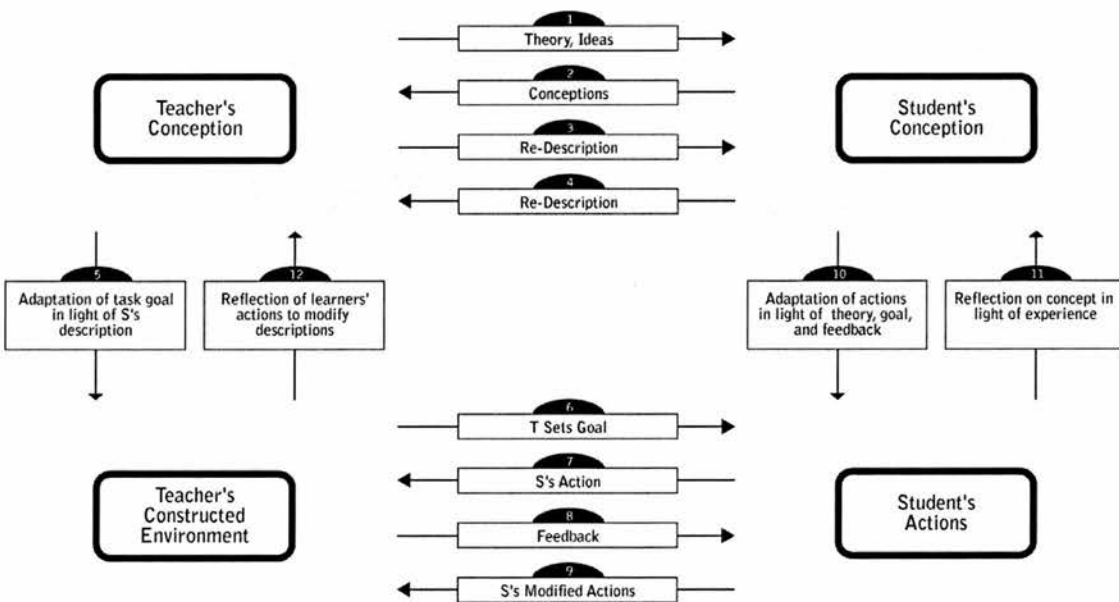 1
Theory, Ideas
2
Conceptions
3
Re-Description
4
Re-Description
Teacher's
Conception
Student's
Conception
5
Adaptation of task goal
in light of S's
description
12
Reflection of learners'
actions to modify
descriptions
10
Adaptation of actions
in light of theory, goal,
and feedback
11
Reflection on concept in
light of experience
6
T Sets Goal
7
S's Action
8
Feedback
9
S's Modified Actions
Teacher's
Constructed
Environment
Student's
Actions